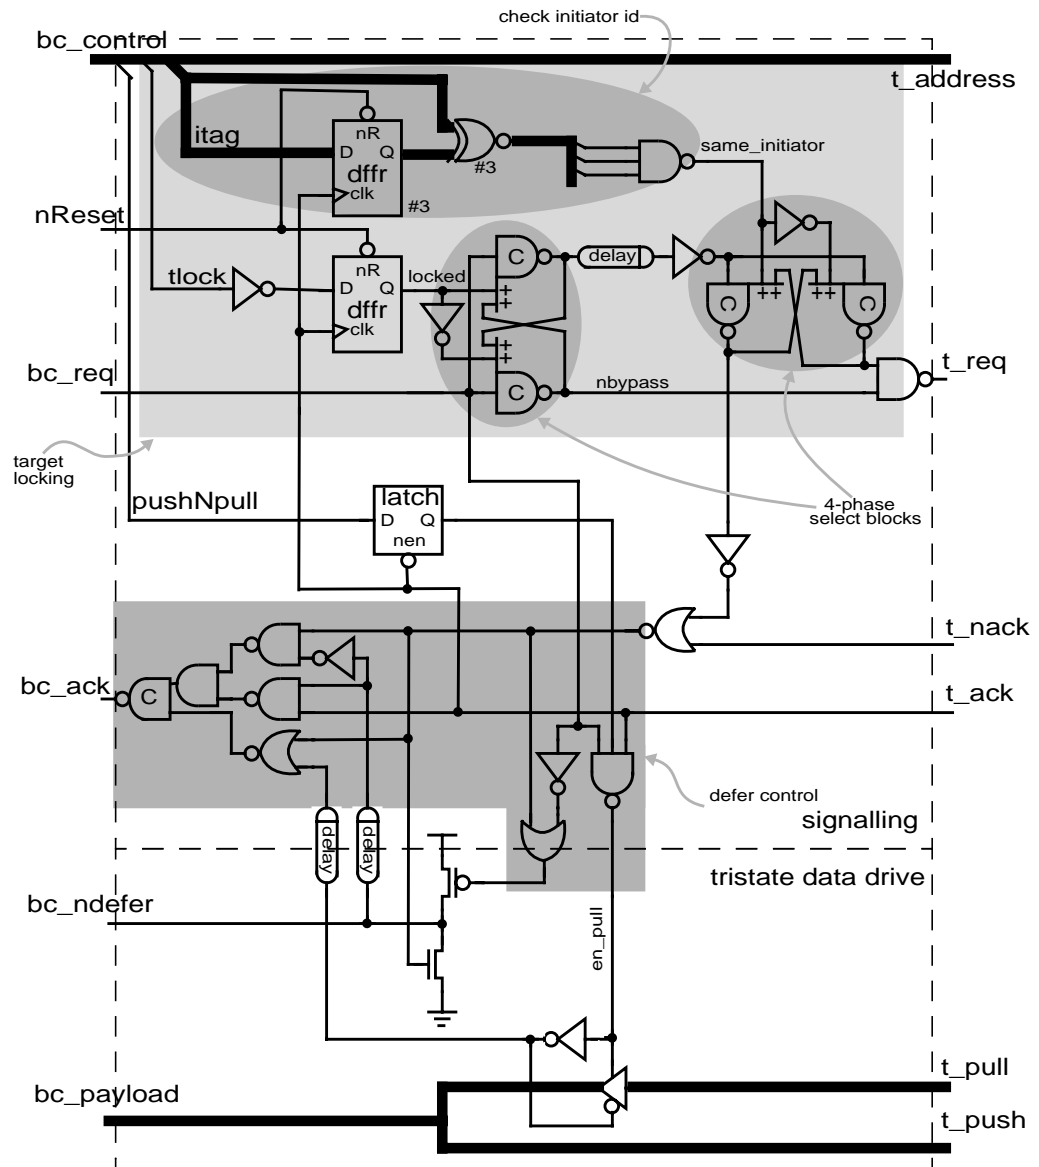 check initiator id
bc_control
t_address
itag
nR
D Q
dffr
clk
#3
#3
same_initiator
nReset
tlock
nR
D Q
dffr
clk
locked
C
++
++
C
delay
++
++
C
C
bc_req
nbypass
t_req
target
locking
pushNpull
latch
D Q
nen
4-phase
select blocks
t_nack
bc_ack
C
t_ack
defer control
delay
delay
signalling
tristate data drive
bc_ndefer
en_pull
bc_payload
t_pull
t_push